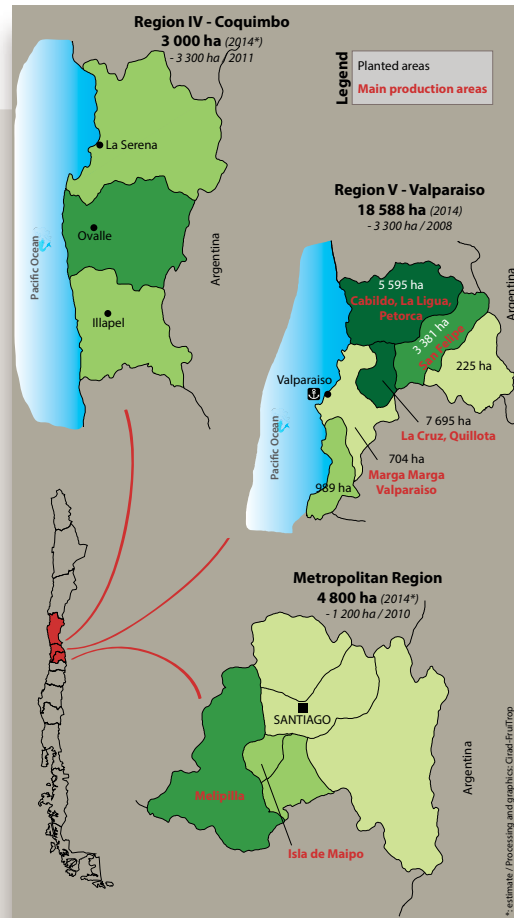 Region IV - Coquimbo
3 000 ha (2014*)
- 3 300 ha / 2011
Legend
Planted areas
Main production areas
La Serena
Ovalle
Illapel
Pacific Ocean
Argentina
Region V - Valparaiso
18 588 ha (2014)
- 3 300 ha / 2008
5 595 ha
Cabildo, La Ligua,
Petorca
3 381 ha
San Felipe
225 ha
Argentina
Valparaiso
7 695 ha
La Cruz, Quillota
704 ha
Marga Marga
Valparaiso
989 ha
Pacific Ocean
Metropolitan Region
4 800 ha (2014*)
- 1 200 ha / 2010
SANTIAGO
Melipilla
Isla de Maipo
Argentina
*: estimate / Processing and graphics: Cirad-FruiTrop